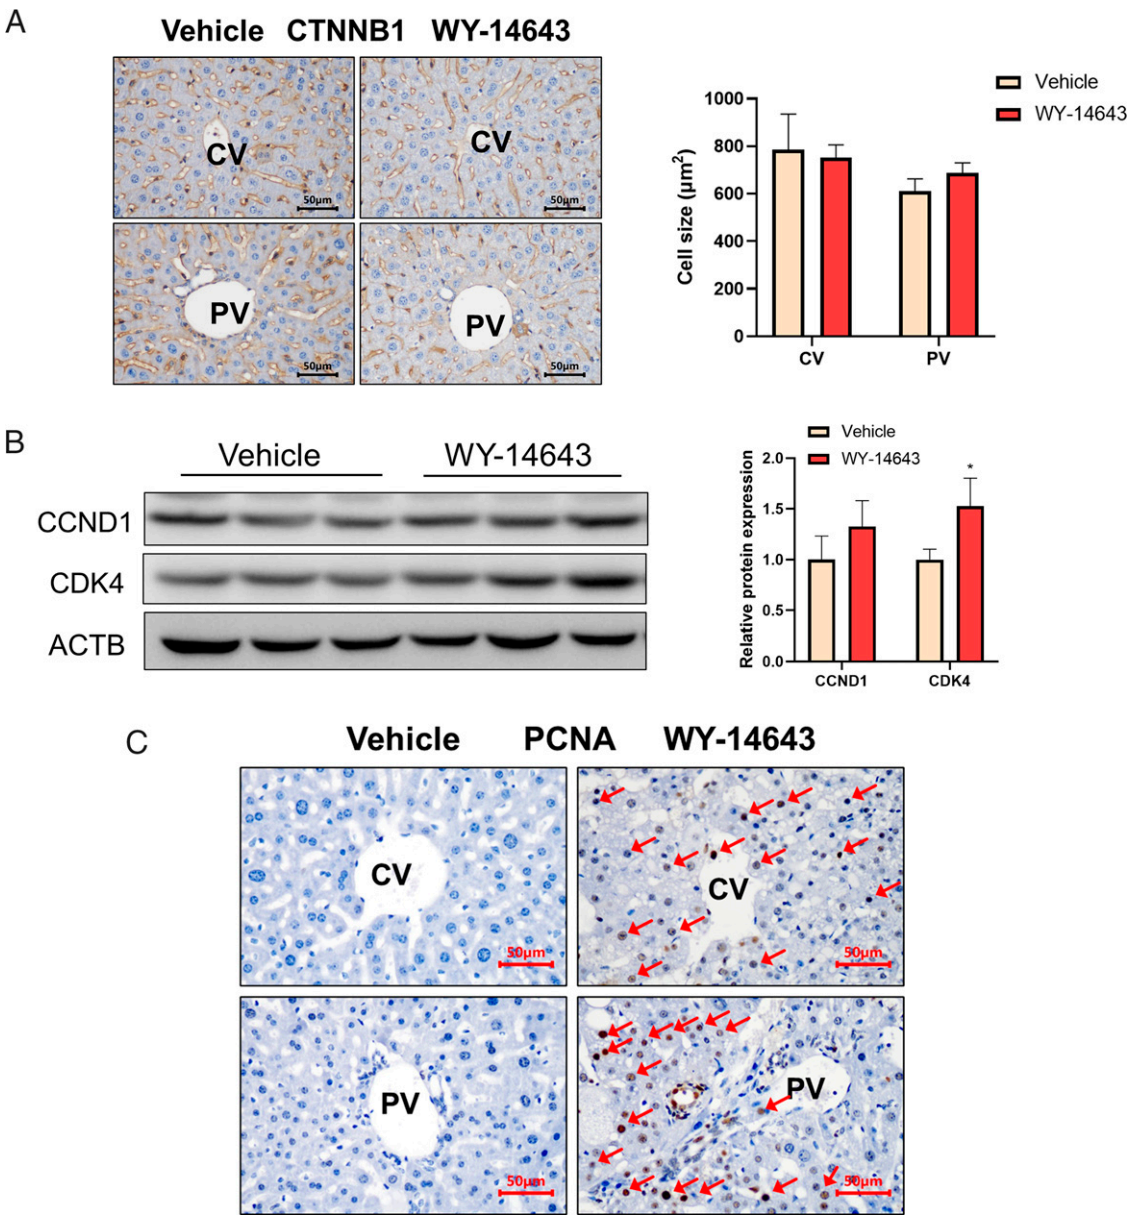 A
Vehicle CTNNB1 WY-14643
CV
50µm
CV
50µm
PV
50µm
PV
50µm
Vehicle
WY-14643
Cell size (µm²)
1000
800
600
400
200
0
CV PV
B
Vehicle WY-14643
CCND1
CDK4
ACTB
Vehicle
WY-14643
Relative protein expression
2.0
1.5
1.0
0.5
0.0
*
CCND1 CDK4
C
Vehicle PCNA WY-14643
CV
50µm
CV
50µm
PV
50µm
PV
50µm